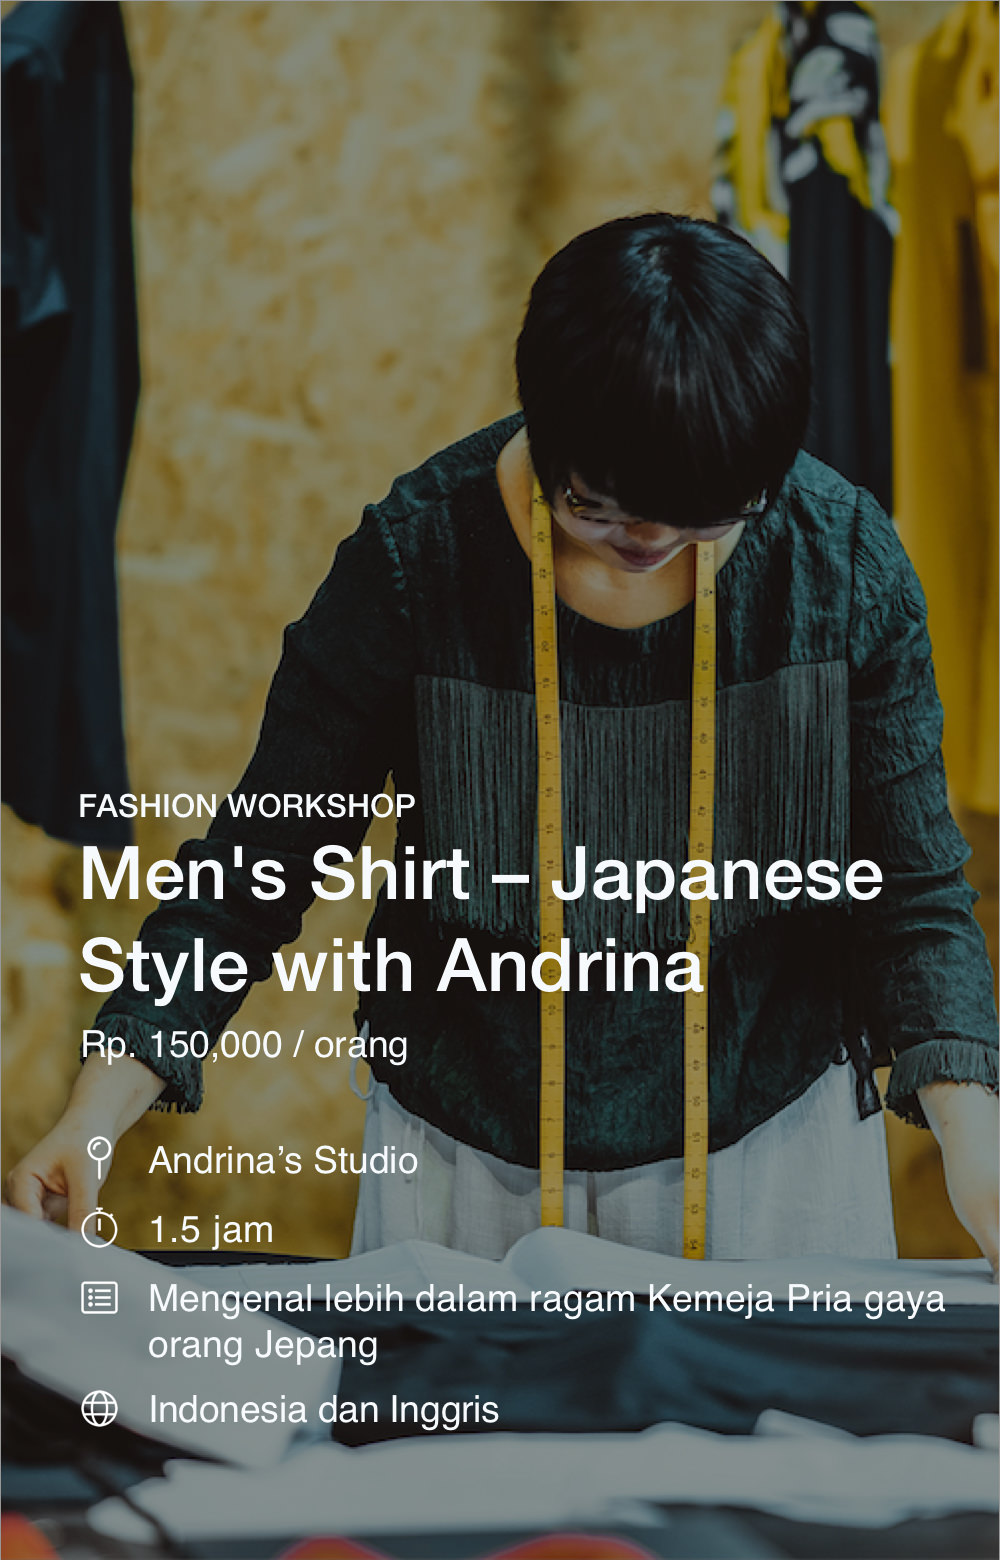 FASHION WORKSHOP
Men's Shirt – Japanese
Style with Andrina
Rp. 150,000 / orang
Andrina’s Studio
1.5 jam
Mengenal lebih dalam ragam Kemeja Pria gaya
orang Jepang
Indonesia dan Inggris